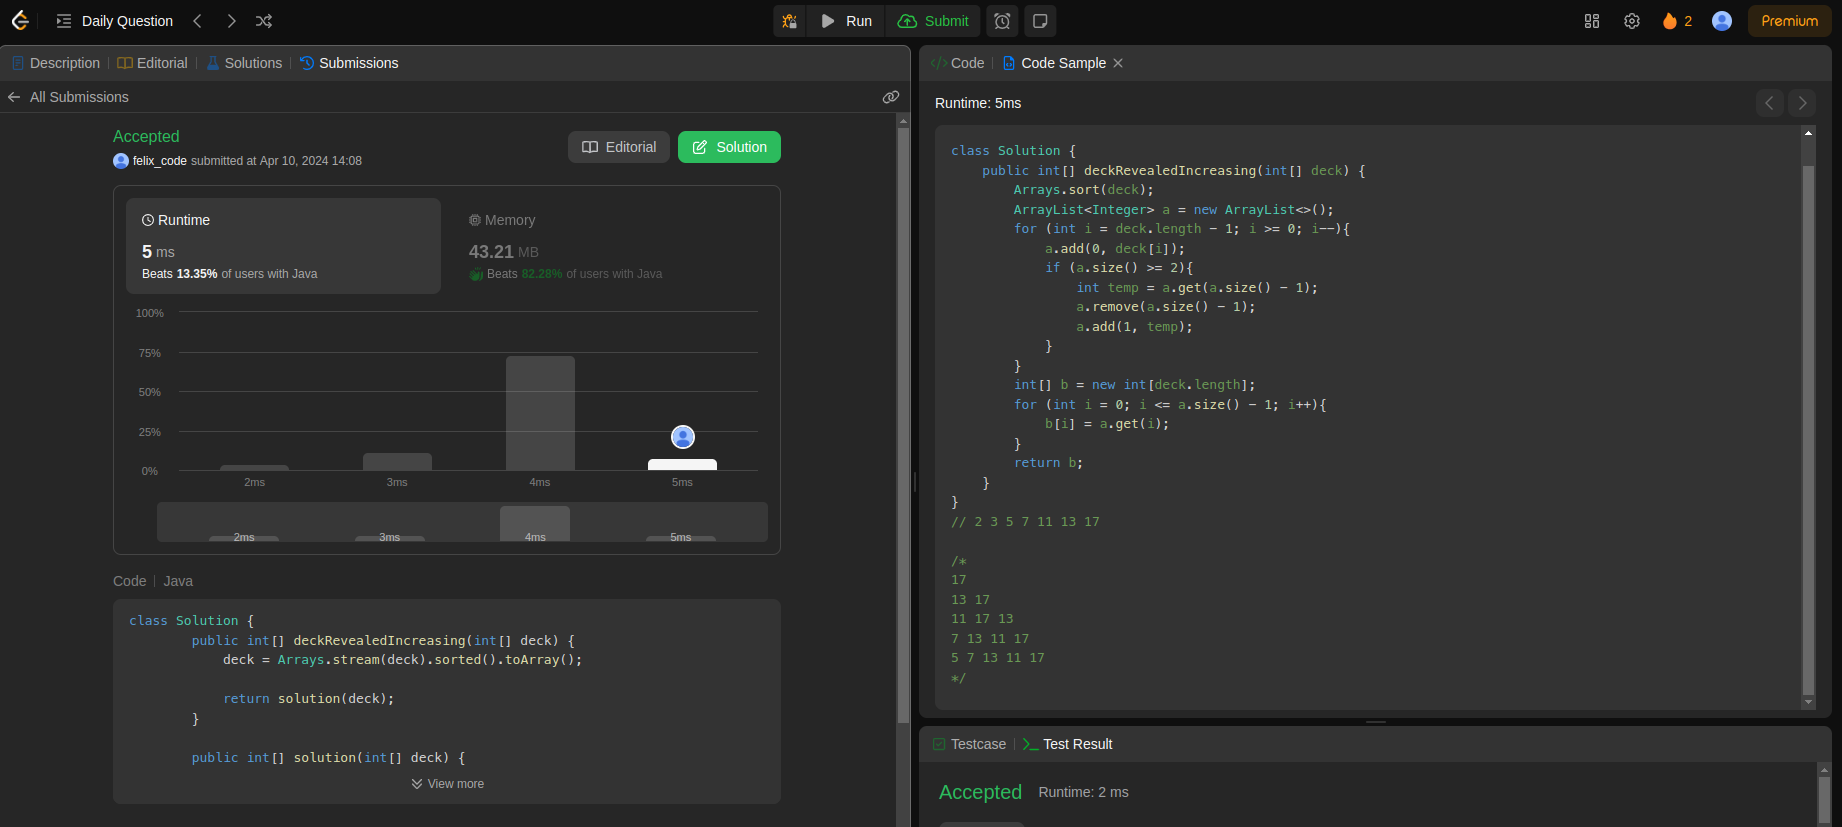 Daily Question
Run
Submit
2
Premium
Description
Editorial
Solutions
Submissions
All Submissions
Accepted
felix_code submitted at Apr 10, 2024 14:08
Editorial
Solution
Runtime
5 ms
Beats 13.35% of users with Java
Memory
43.21 MB
Beats 82.28% of users with Java
100%
75%
50%
25%
0%
2ms 3ms 4ms 5ms
2ms 3ms 4ms 5ms
Code Java
class Solution {
public int[] deckRevealedIncreasing(int[] deck) {
deck = Arrays.stream(deck).sorted().toArray();
return solution(deck);
}
public int[] solution(int[] deck) {
View more
</> Code
Code Sample
Runtime: 5ms
class Solution {
public int[] deckRevealedIncreasing(int[] deck) {
Arrays.sort(deck);
ArrayList<Integer> a = new ArrayList<>();
for (int i = deck.length - 1; i >= 0; i--){
a.add(0, deck[i]);
if (a.size() >= 2){
int temp = a.get(a.size() - 1);
a.remove(a.size() - 1);
a.add(1, temp);
}
}
int[] b = new int[deck.length];
for (int i = 0; i <= a.size() - 1; i++){
b[i] = a.get(i);
}
return b;
}
}
// 2 3 5 7 11 13 17
/*
17
13 17
11 17 13
7 13 11 17
5 7 13 11 17
*/
Testcase
Test Result
Accepted
Runtime: 2 ms